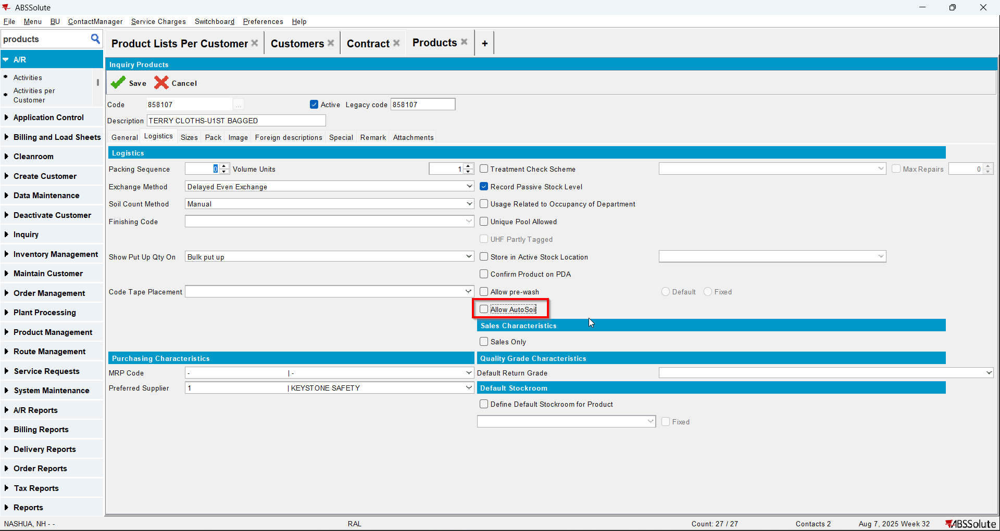 ABSSolute
File Menu BU ContactManager Service Charges Switchboard Preferences Help
products
Product Lists Per Customer Customers Contract Products +
A/R
Activities
Activities per
Customer
Application Control
Billing and Load Sheets
Cleanroom
Create Customer
Data Maintenance
Deactivate Customer
Inquiry
Inventory Management
Maintain Customer
Order Management
Plant Processing
Product Management
Route Management
Service Requests
System Maintenance
A/R Reports
Billing Reports
Delivery Reports
Order Reports
Tax Reports
Reports
Inquiry Products
Save Cancel
Code 858107 ... Active Legacy code 858107
Description TERRY CLOTHS-U1ST BAGGED
General Logistics Sizes Pack Image Foreign descriptions Special Remark Attachments
Logistics
Packing Sequence 0 Volume Units 1 Treatment Check Scheme Max Repairs 0
Exchange Method Delayed Even Exchange Record Passive Stock Level
Soil Count Method Manual Usage Related to Occupancy of Department
Finishing Code Unique Pool Allowed
UHF Partly Tagged
Show Put Up Qty On Bulk put up Store in Active Stock Location
Confirm Product on PDA
Code Tape Placement Allow pre-wash Default Fixed
Allow AutoSoil
Sales Characteristics
Sales Only
Purchasing Characteristics Quality Grade Characteristics
MRP Code - | - Default Return Grade
Preferred Supplier 1 | KEYSTONE SAFETY Default Stockroom
Define Default Stockroom for Product
Fixed
NASHUA, NH - - RAL Count: 27 / 27 Contacts 2 Aug 7, 2025 Week 32 ABSSolute